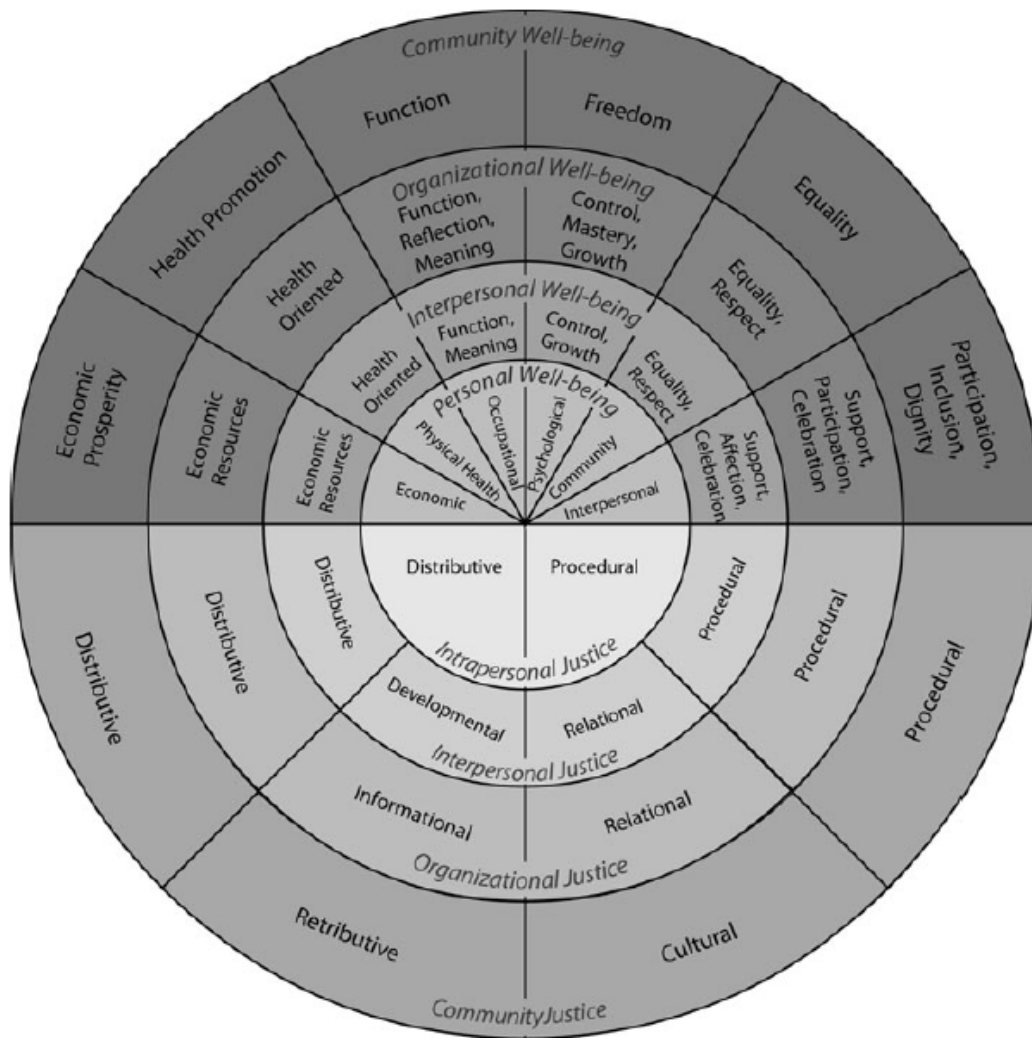 Community Well-being
Function
Freedom
Health Promotion
Equality
Economic
Prosperity
Participation,
Inclusion,
Dignity
Organizational Well-being
Function,
Reflection,
Meaning
Control,
Mastery,
Growth
Health
Oriented
Equality,
Respect
Economic
Resources
Support,
Participation,
Celebration
Interpersonal Well-being
Function,
Meaning
Control,
Growth
Health
Oriented
Equality,
Respect
Economic
Resources
Support,
Affection,
Celebration
Personal Well-being
Economic
Physical Health
Occupational
Psychological
Community
Interpersonal
Distributive
Procedural
Intrapersonal Justice
Distributive
Developmental
Relational
Procedural
Interpersonal Justice
Distributive
Informational
Relational
Procedural
Organizational Justice
Distributive
Retributive
Cultural
Procedural
CommunityJustice